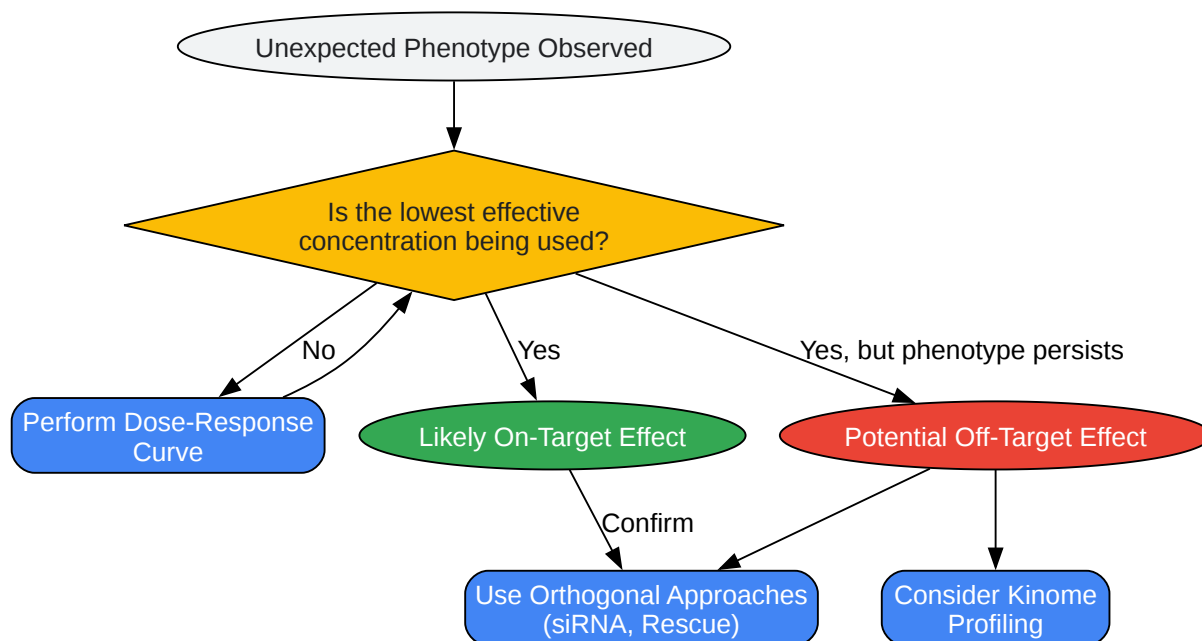 Unexpected Phenotype Observed
Is the lowest effective
concentration being used?
No
Yes
Yes, but phenotype persists
Perform Dose-Response
Curve
Likely On-Target Effect
Potential Off-Target Effect
Confirm
Use Orthogonal Approaches
(siRNA, Rescue)
Consider Kinome
Profiling